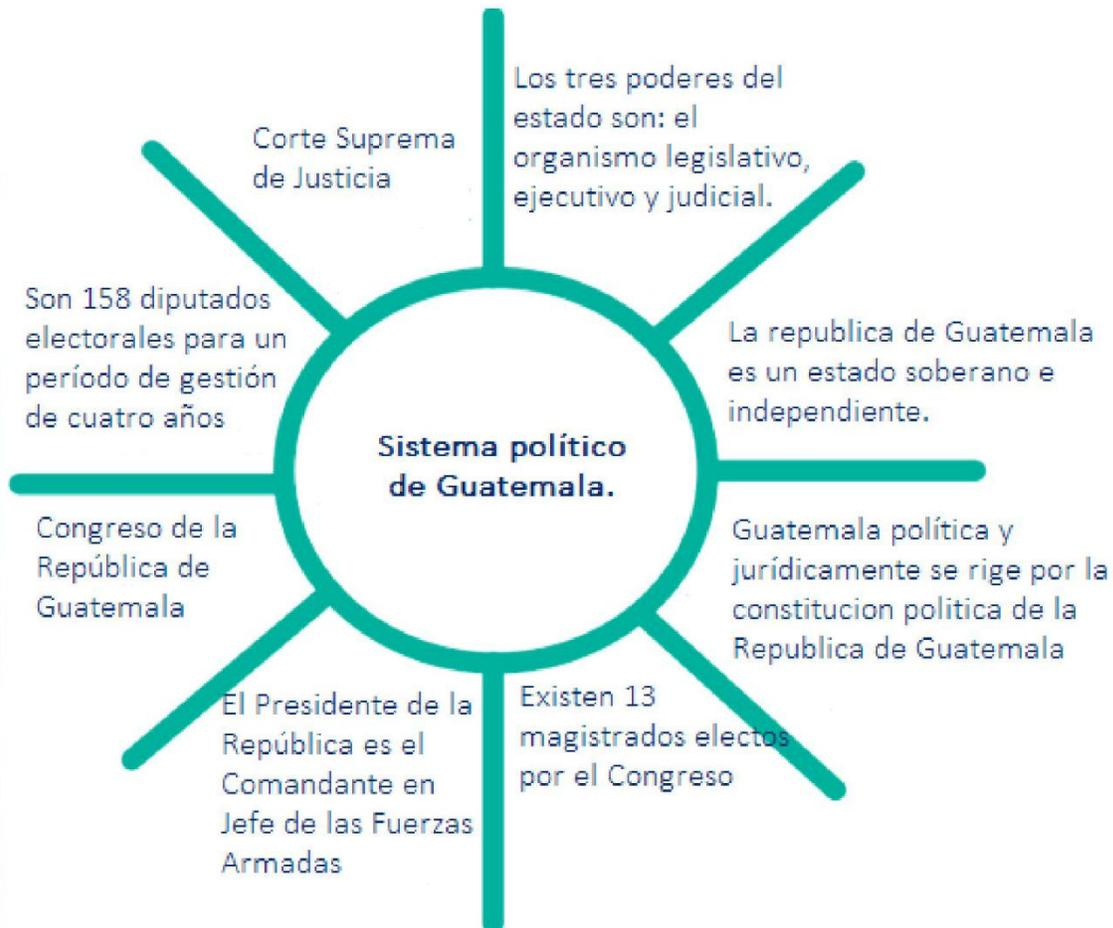 Sistema político
de Guatemala.
Los tres poderes del
estado son: el
organismo legislativo,
ejecutivo y judicial.
La republica de Guatemala
es un estado soberano e
independiente.
Guatemala política y
jurídicamente se rige por la
constitucion politica de la
Republica de Guatemala
Existen 13
magistrados electos
por el Congreso
El Presidente de la
República es el
Comandante en
Jefe de las Fuerzas
Armadas
Congreso de la
República de
Guatemala
Son 158 diputados
electorales para un
período de gestión
de cuatro años
Corte Suprema
de Justicia